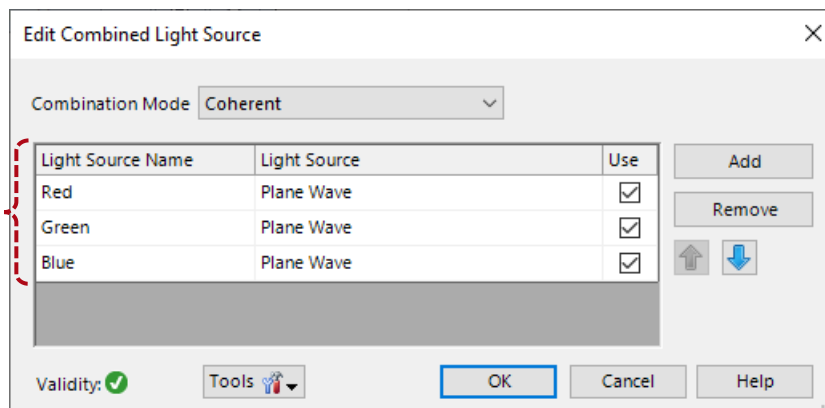 Edit Combined Light Source
Combination Mode Coherent
Light Source Name Light Source Use
Red Plane Wave
Green Plane Wave
Blue Plane Wave
Add
Remove
Validity: Tools OK Cancel Help